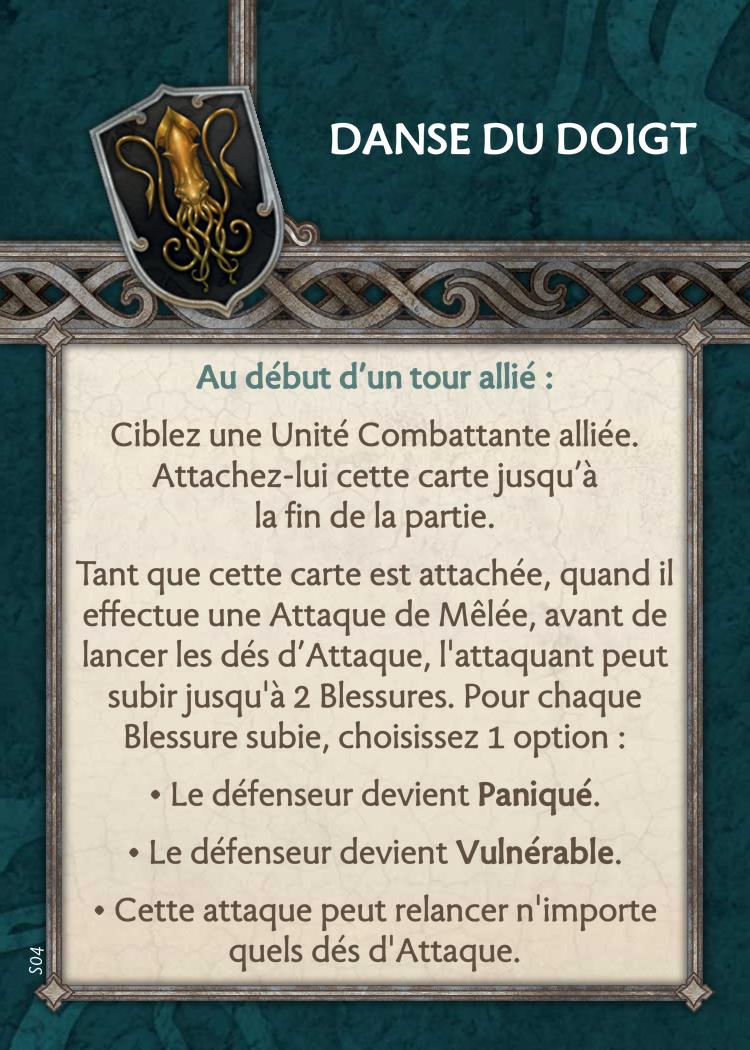 DANSE DU DOIGT
Au début d’un tour allié :
Ciblez une Unité Combattante alliée.
Attachez-lui cette carte jusqu’à
la fin de la partie.
Tant que cette carte est attachée, quand il
effectue une Attaque de Mêlée, avant de
lancer les dés d’Attaque, l'attaquant peut
subir jusqu'à 2 Blessures. Pour chaque
Blessure subie, choisissez 1 option :
• Le défenseur devient Paniqué.
• Le défenseur devient Vulnérable.
• Cette attaque peut relancer n'importe
quels dés d'Attaque.
S04